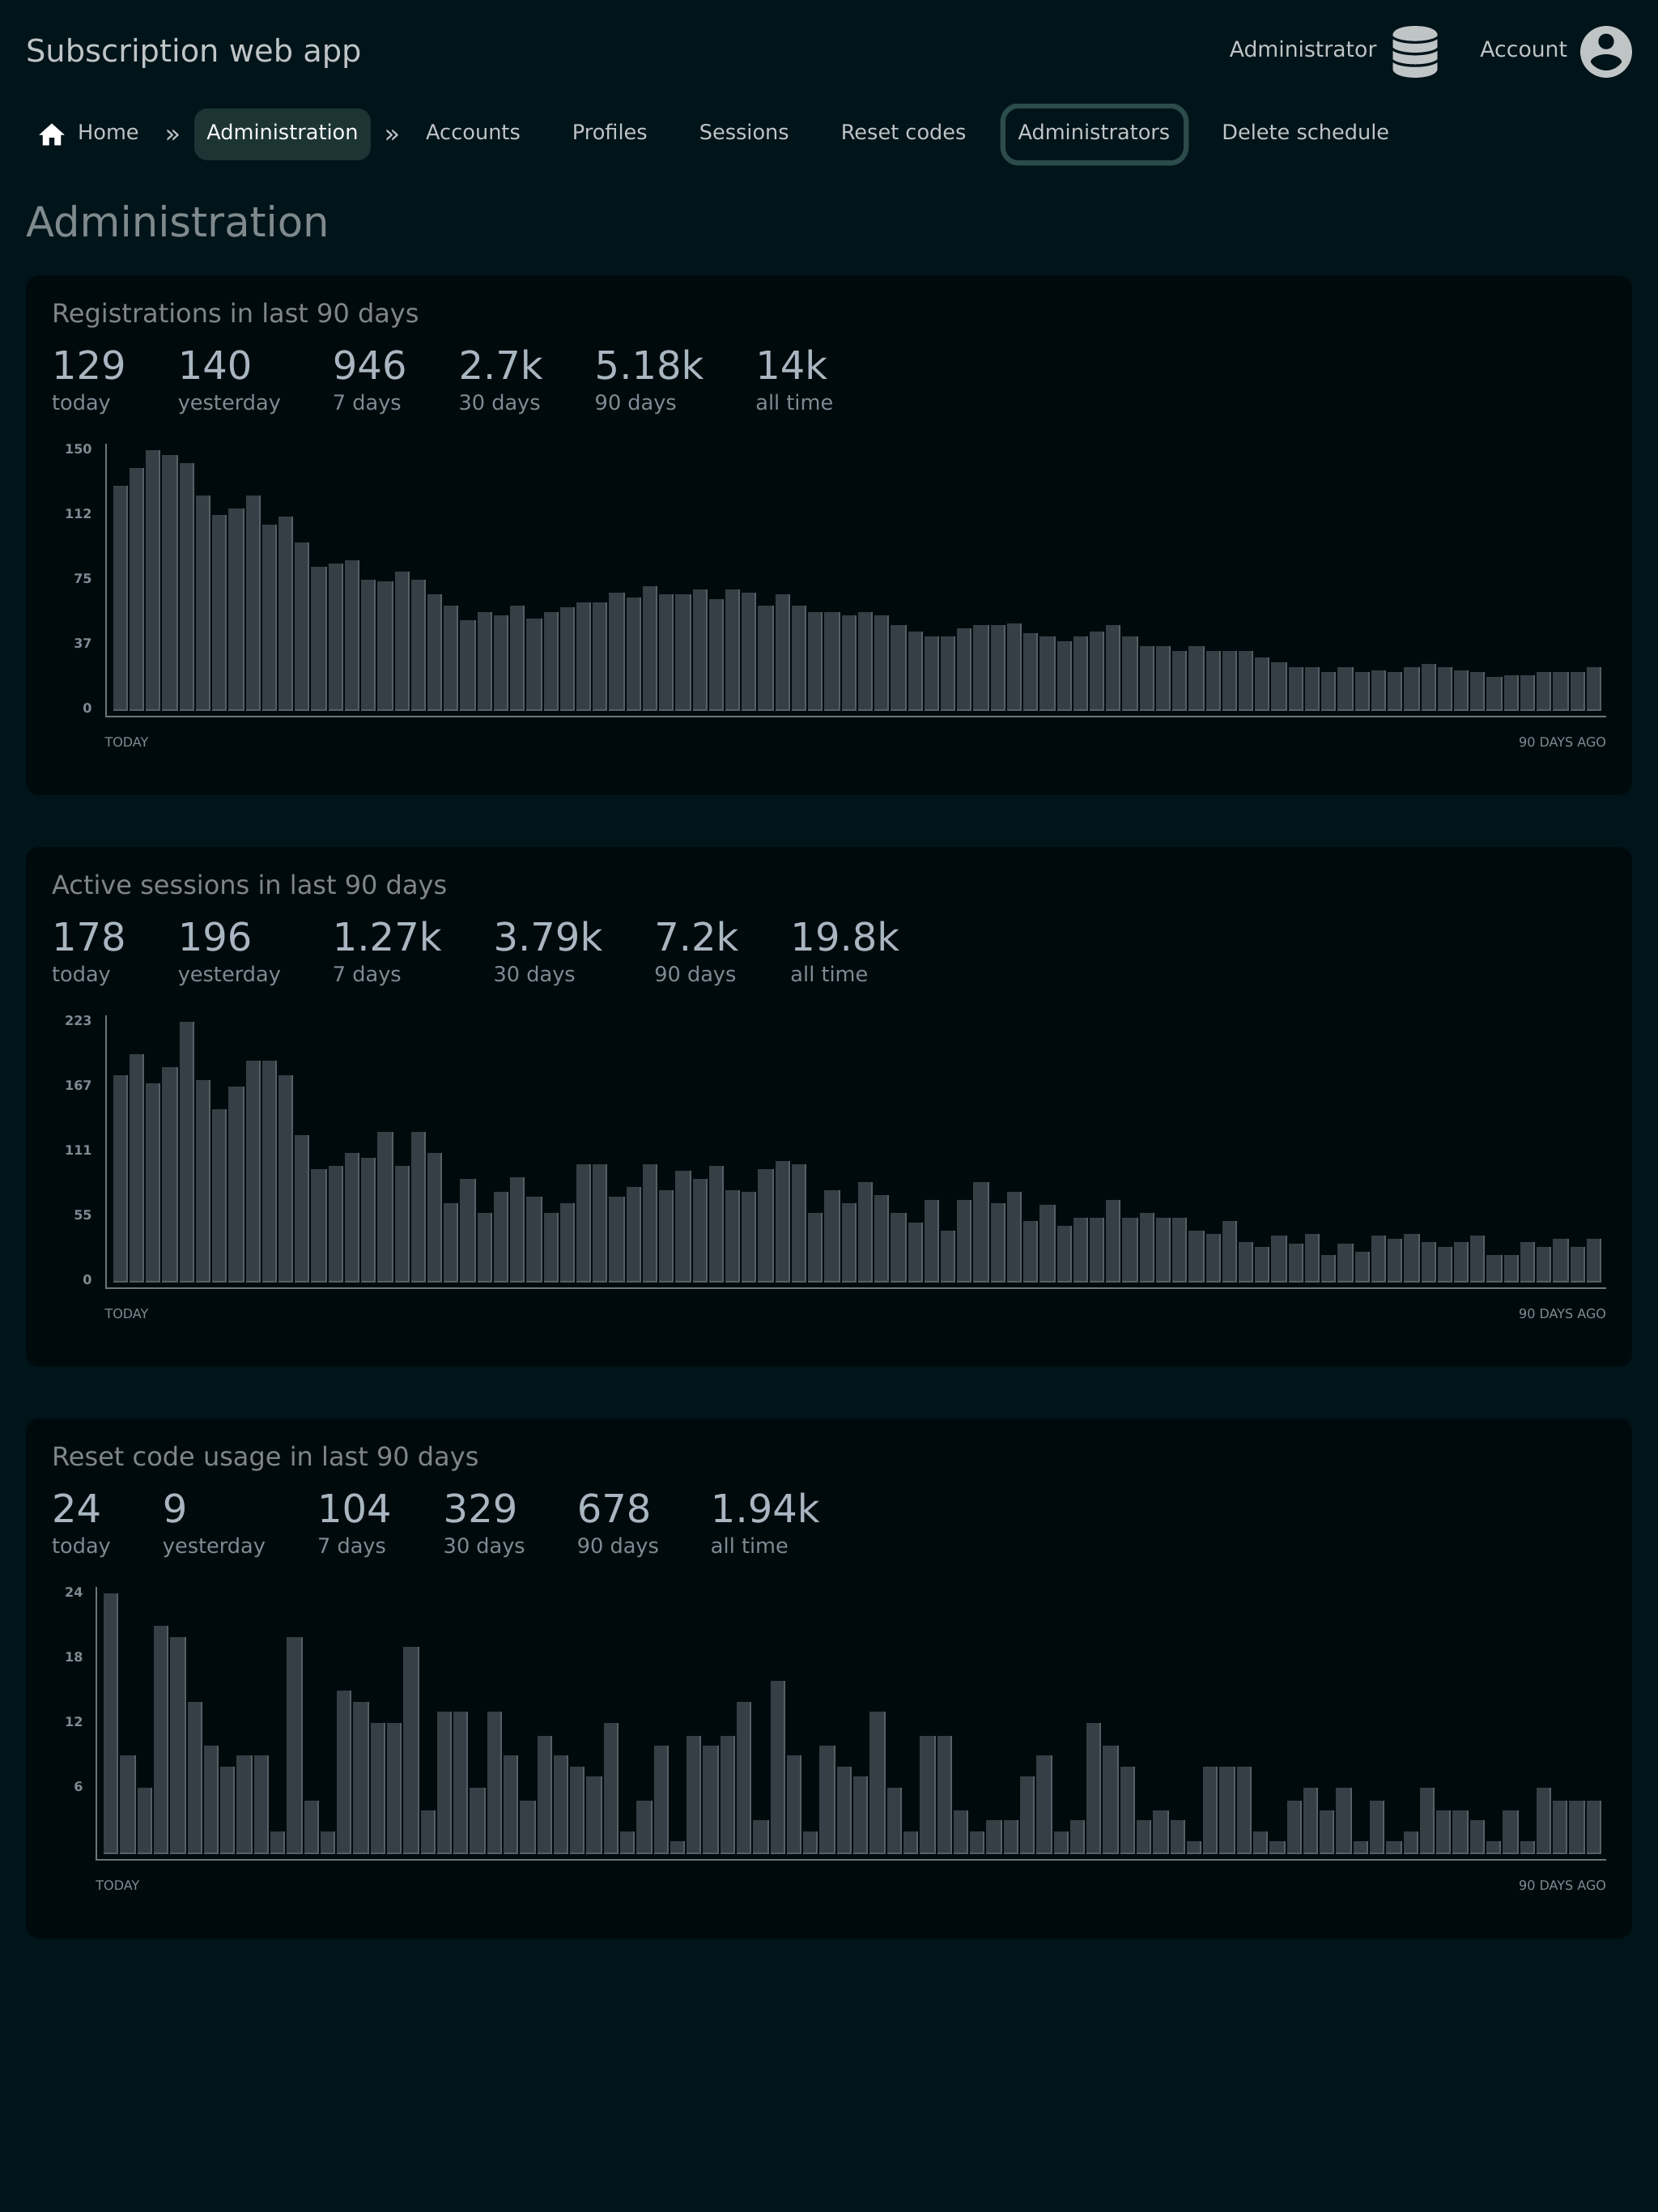 Subscription web app
Administrator
Account
Home » Administration » Accounts Profiles Sessions Reset codes Administrators Delete schedule
Administration
Registrations in last 90 days
129 140 946 2.7k 5.18k 14k
today yesterday 7 days 30 days 90 days all time
150
112
75
37
0
TODAY 90 DAYS AGO
Active sessions in last 90 days
178 196 1.27k 3.79k 7.2k 19.8k
today yesterday 7 days 30 days 90 days all time
223
167
111
55
0
TODAY 90 DAYS AGO
Reset code usage in last 90 days
24 9 104 329 678 1.94k
today yesterday 7 days 30 days 90 days all time
24
18
12
6
TODAY 90 DAYS AGO